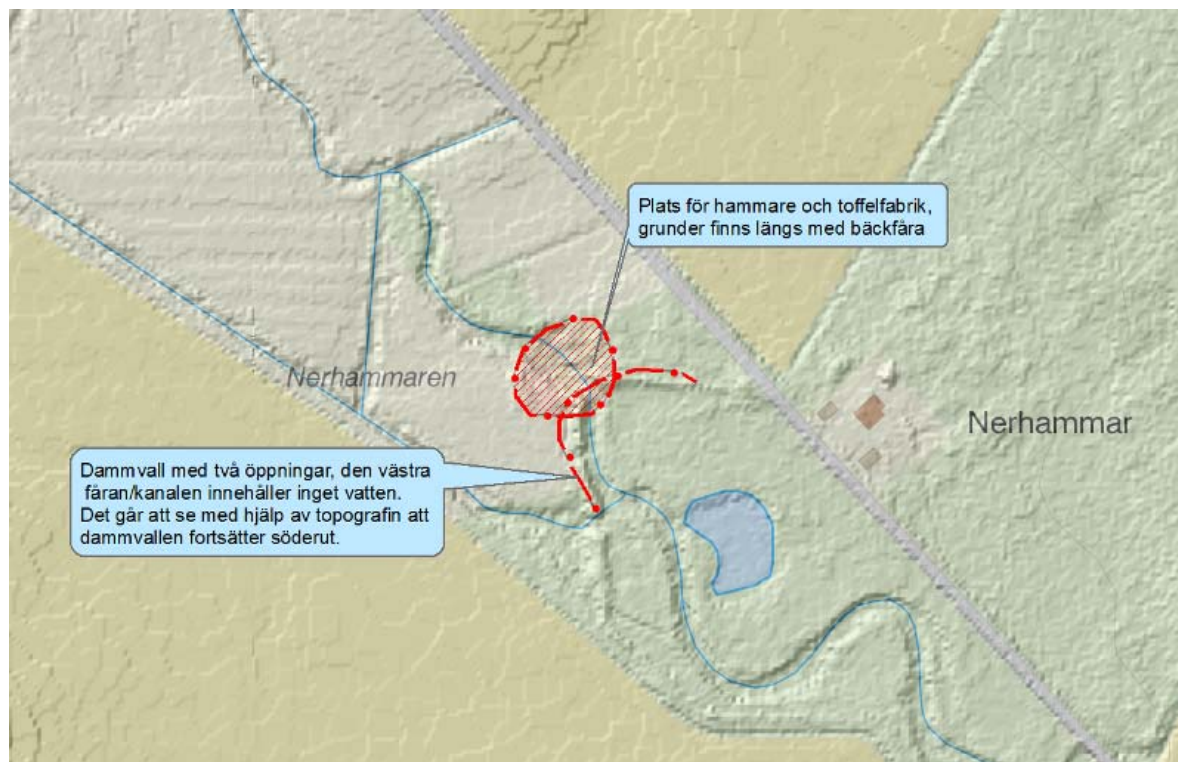 Plats för hammare och toffelfabrik,
grunder finns längs med bäckfåra
Nerhammaren
Nerhammar
Dammvall med två öppningar, den västra
fåran/kanalen innehåller inget vatten.
Det går att se med hjälp av topografin att
dammvallen fortsätter söderut.